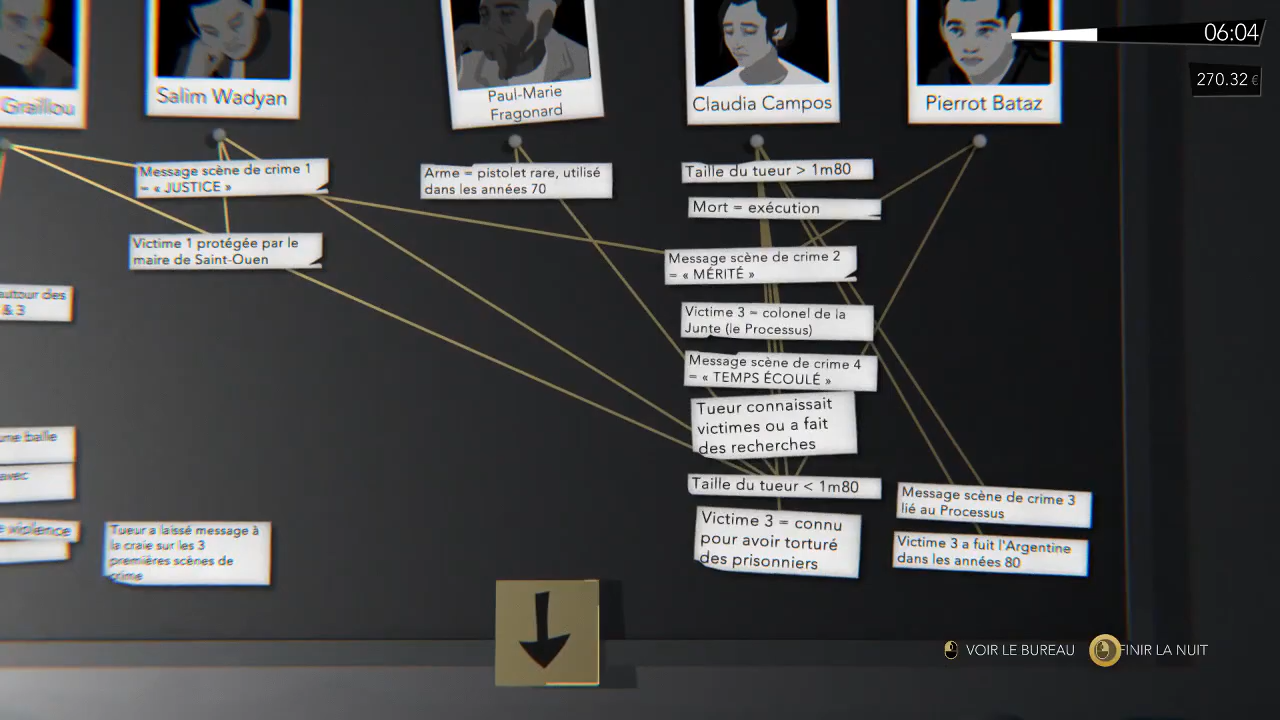 06:04
270.32 €
Graillou
Salim Wadyan
Paul-Marie
Fragonard
Claudia Campos
Pierrot Bataz
Message scène de crime 1
= « JUSTICE »
Victime 1 protégée par le
maire de Saint-Ouen
Arme = pistolet rare, utilisé
dans les années 70
Taille du tueur > 1m80
Mort = exécution
Message scène de crime 2
= « MÉRITÉ »
Victime 3 = colonel de la
Junte (le Processus)
Message scène de crime 4
= « TEMPS ÉCOULÉ »
Tueur connaissait
victimes ou a fait
des recherches
Taille du tueur < 1m80
Victime 3 = connu
pour avoir torturé
des prisonniers
Message scène de crime 3
lié au Processus
Victime 3 a fuit l'Argentine
dans les années 80
autour des
& 3
une balle
avec
violence
Tueur a laissé message à
la craie sur les 3
premières scènes de
crime
VOIR LE BUREAU
FINIR LA NUIT